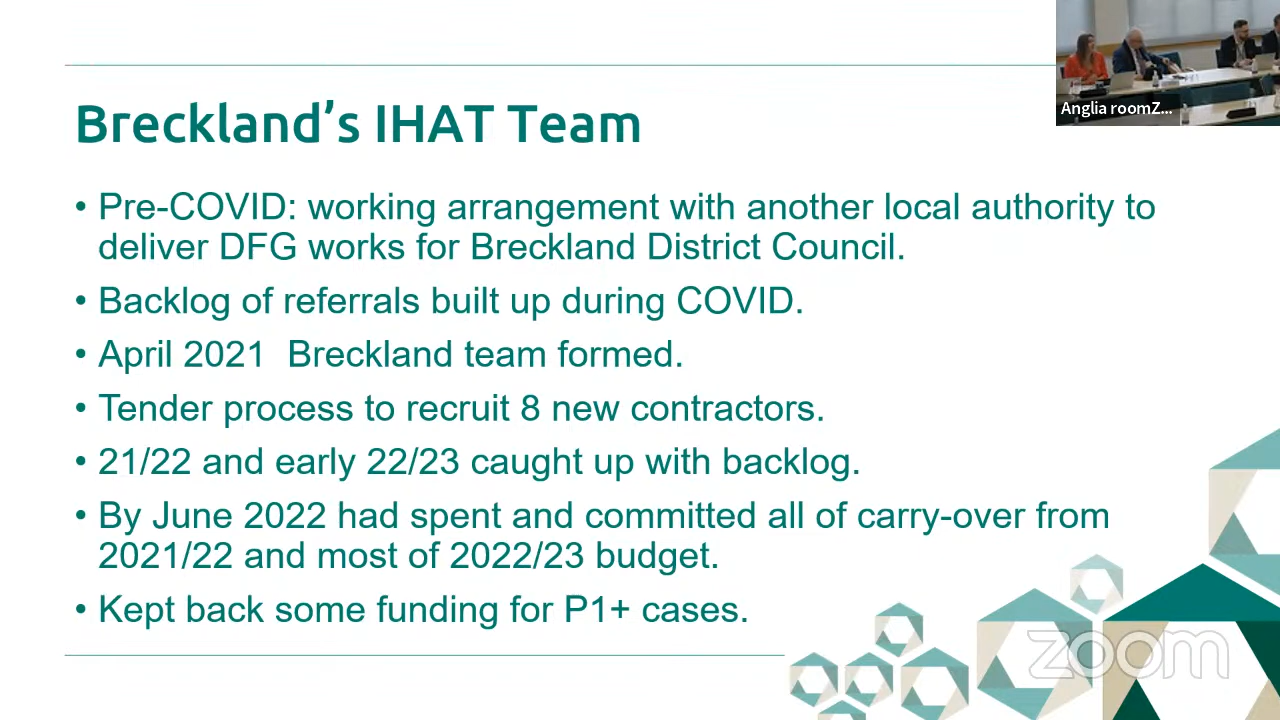 Breckland's IHAT Team
• Pre-COVID: working arrangement with another local authority to
deliver DFG works for Breckland District Council.
• Backlog of referrals built up during COVID.
• April 2021  Breckland team formed.
• Tender process to recruit 8 new contractors.
• 21/22 and early 22/23 caught up with backlog.
• By June 2022 had spent and committed all of carry-over from
2021/22 and most of 2022/23 budget.
• Kept back some funding for P1+ cases.
Anglia roomZ...
zoom